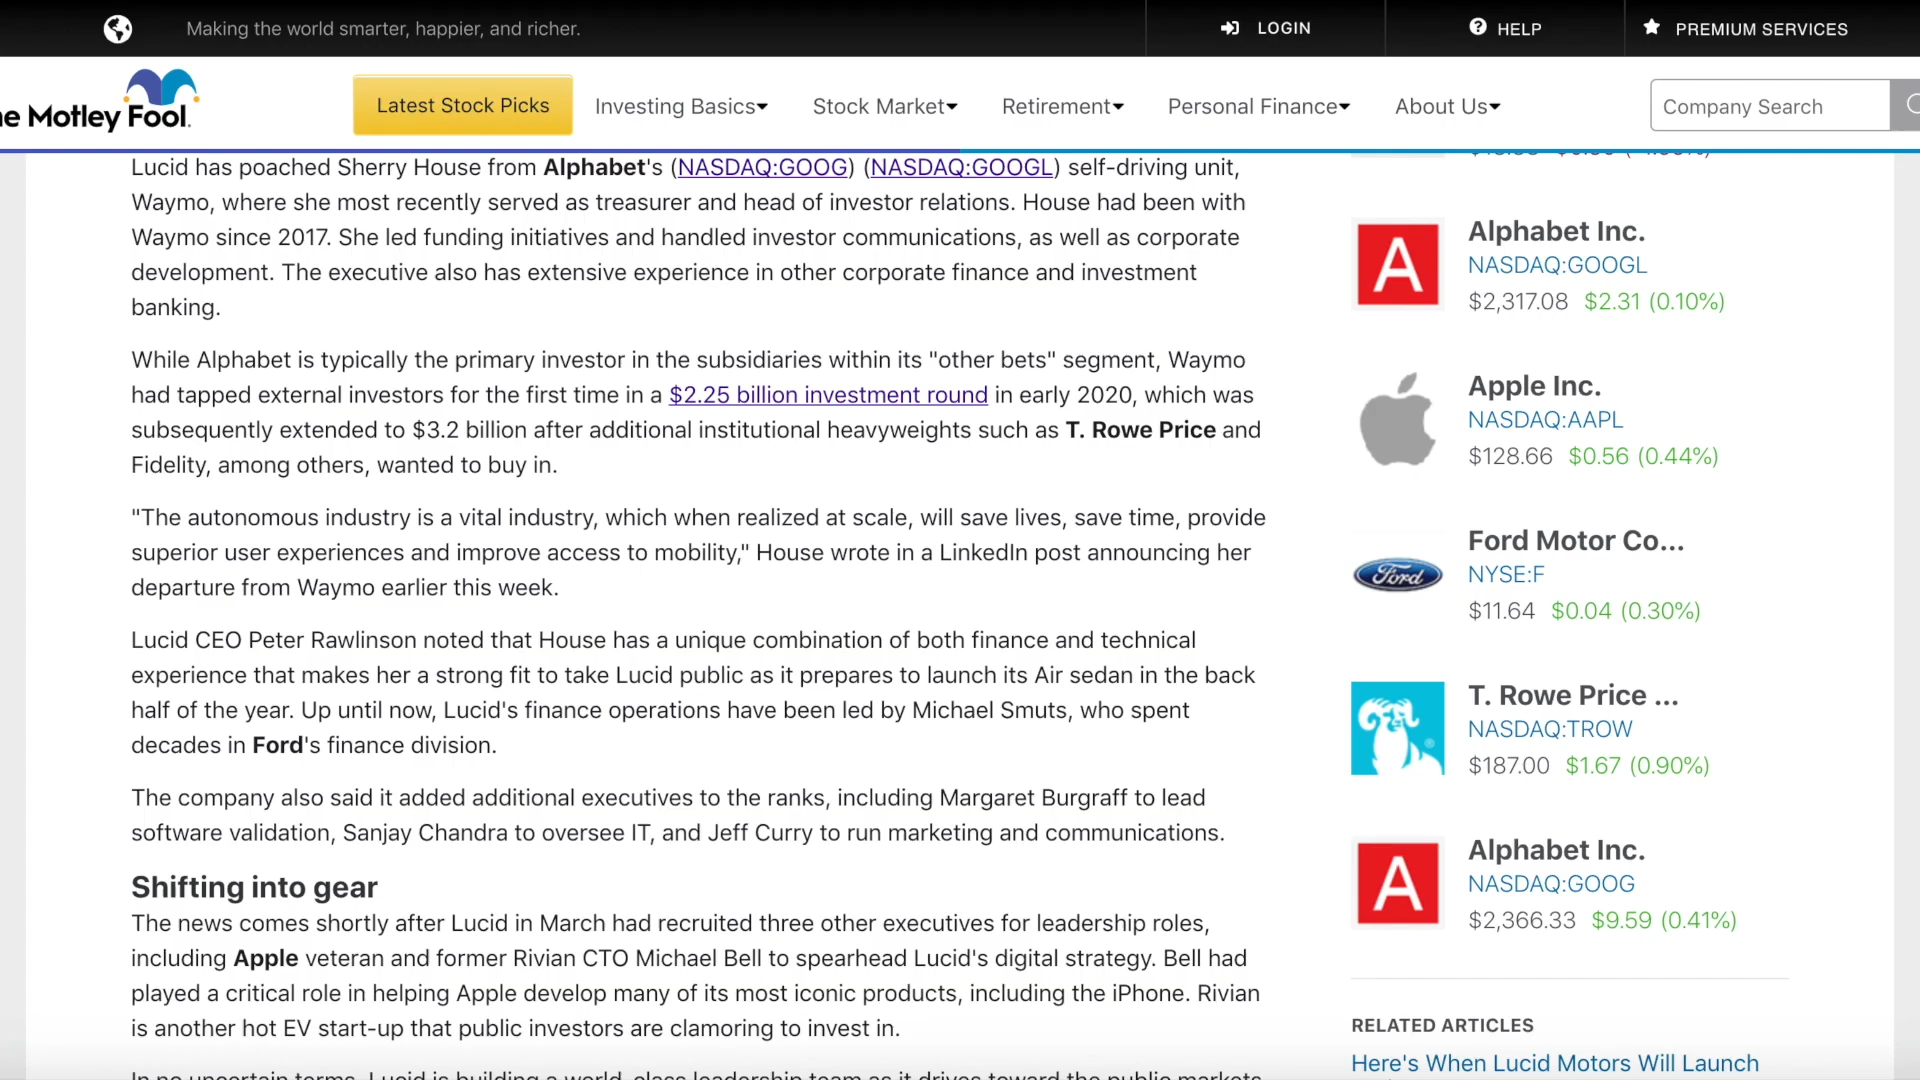 Making the world smarter, happier, and richer.
LOGIN
HELP
PREMIUM SERVICES
e Motley Fool.
Latest Stock Picks
Investing Basics
Stock Market
Retirement
Personal Finance
About Us
Company Search
Lucid has poached Sherry House from Alphabet's (NASDAQ:GOOG) (NASDAQ:GOOGL) self-driving unit,
Waymo, where she most recently served as treasurer and head of investor relations. House had been with
Waymo since 2017. She led funding initiatives and handled investor communications, as well as corporate
development. The executive also has extensive experience in other corporate finance and investment
banking.
While Alphabet is typically the primary investor in the subsidiaries within its "other bets" segment, Waymo
had tapped external investors for the first time in a $2.25 billion investment round in early 2020, which was
subsequently extended to $3.2 billion after additional institutional heavyweights such as T. Rowe Price and
Fidelity, among others, wanted to buy in.
"The autonomous industry is a vital industry, which when realized at scale, will save lives, save time, provide
superior user experiences and improve access to mobility," House wrote in a LinkedIn post announcing her
departure from Waymo earlier this week.
Lucid CEO Peter Rawlinson noted that House has a unique combination of both finance and technical
experience that makes her a strong fit to take Lucid public as it prepares to launch its Air sedan in the back
half of the year. Up until now, Lucid's finance operations have been led by Michael Smuts, who spent
decades in Ford's finance division.
The company also said it added additional executives to the ranks, including Margaret Burgraff to lead
software validation, Sanjay Chandra to oversee IT, and Jeff Curry to run marketing and communications.
Shifting into gear
The news comes shortly after Lucid in March had recruited three other executives for leadership roles,
including Apple veteran and former Rivian CTO Michael Bell to spearhead Lucid's digital strategy. Bell had
played a critical role in helping Apple develop many of its most iconic products, including the iPhone. Rivian
is another hot EV start-up that public investors are clamoring to invest in.
In no uncertain terms, Lucid is building a world-class leadership team as it drives toward the public markets
A
Alphabet Inc.
NASDAQ:GOOGL
$2,317.08 $2.31 (0.10%)
Apple Inc.
NASDAQ:AAPL
$128.66 $0.56 (0.44%)
Ford
Ford Motor Co...
NYSE:F
$11.64 $0.04 (0.30%)
T. Rowe Price ...
NASDAQ:TROW
$187.00 $1.67 (0.90%)
A
Alphabet Inc.
NASDAQ:GOOG
$2,366.33 $9.59 (0.41%)
RELATED ARTICLES
Here's When Lucid Motors Will Launch